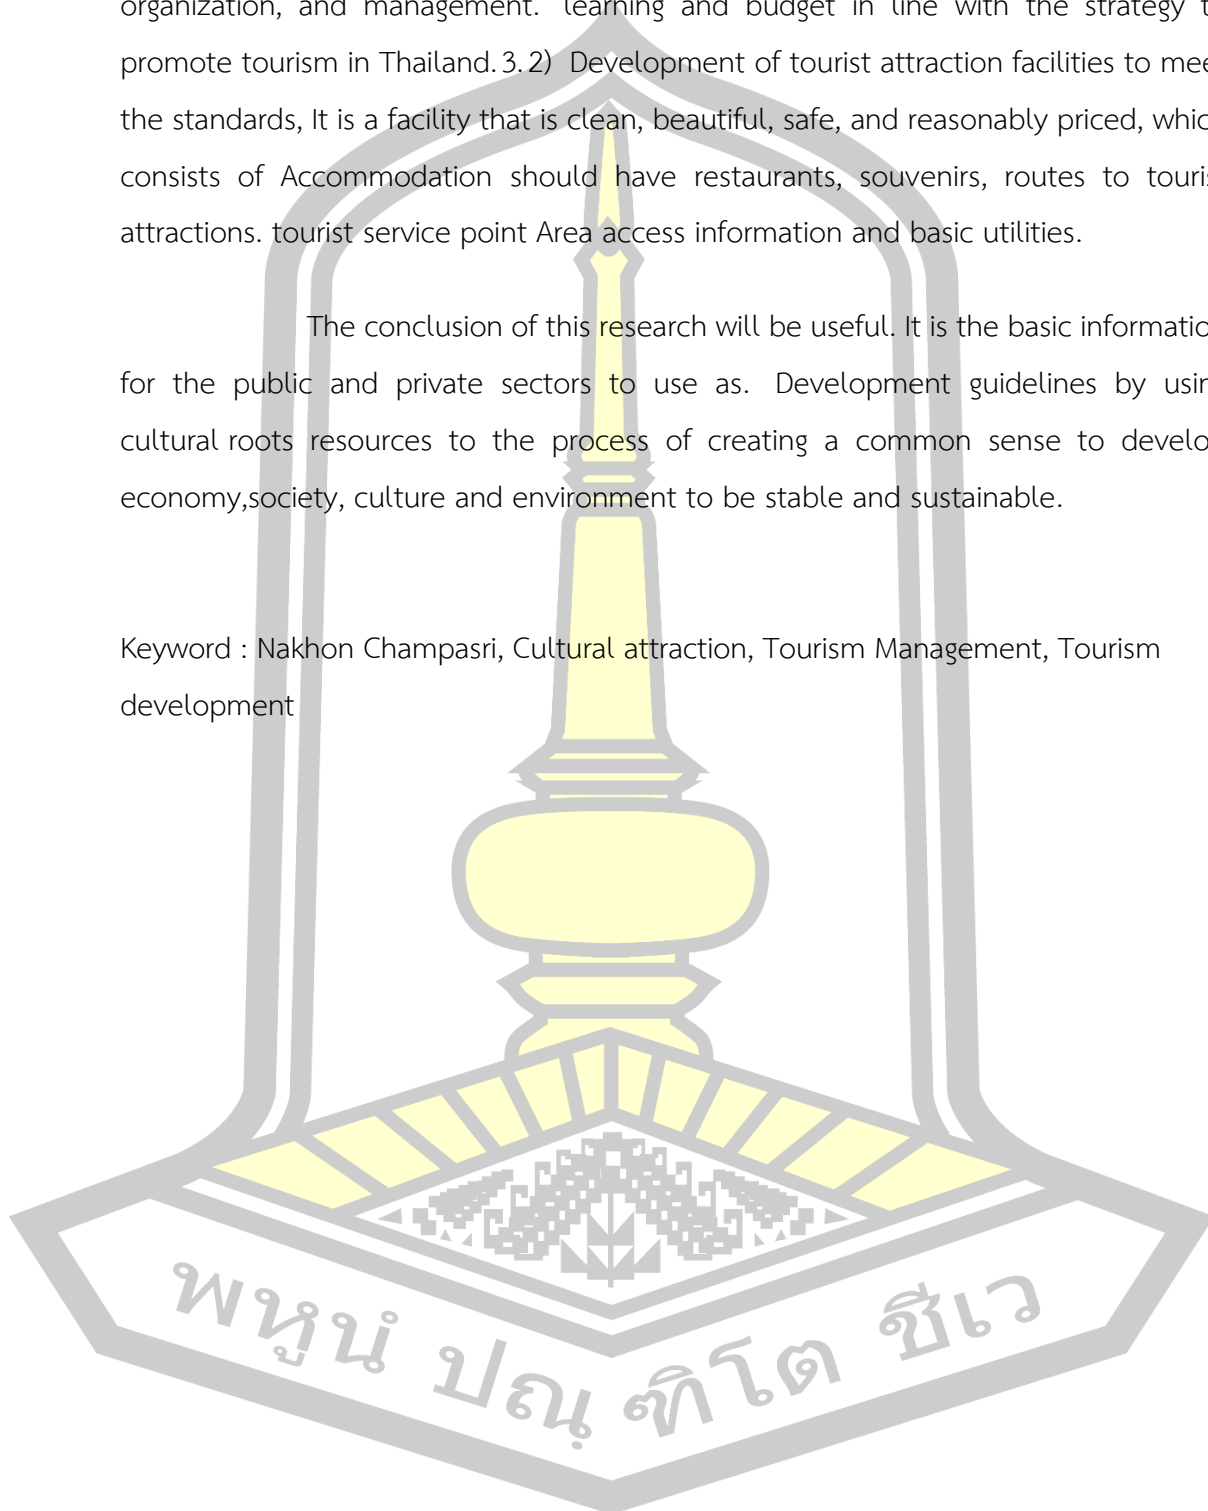 organization, and management. learning and budget in line with the strategy t
promote tourism in Thailand.3.2) Development of tourist attraction facilities to mee
the standards, It is a facility that is clean, beautiful, safe, and reasonably priced, whic
consists of Accommodation should have restaurants, souvenirs, routes to touris
attractions. tourist service point Area access information and basic utilities.
The conclusion of this research will be useful. It is the basic informatio
for the public and private sectors to use as. Development guidelines by usin
cultural roots resources to the process of creating a common sense to develo
economy,society, culture and environment to be stable and sustainable.
Keyword : Nakhon Champasri, Cultural attraction, Tourism Management, Tourism
development
พหูนํ ปณฺฑิโต ชีเว